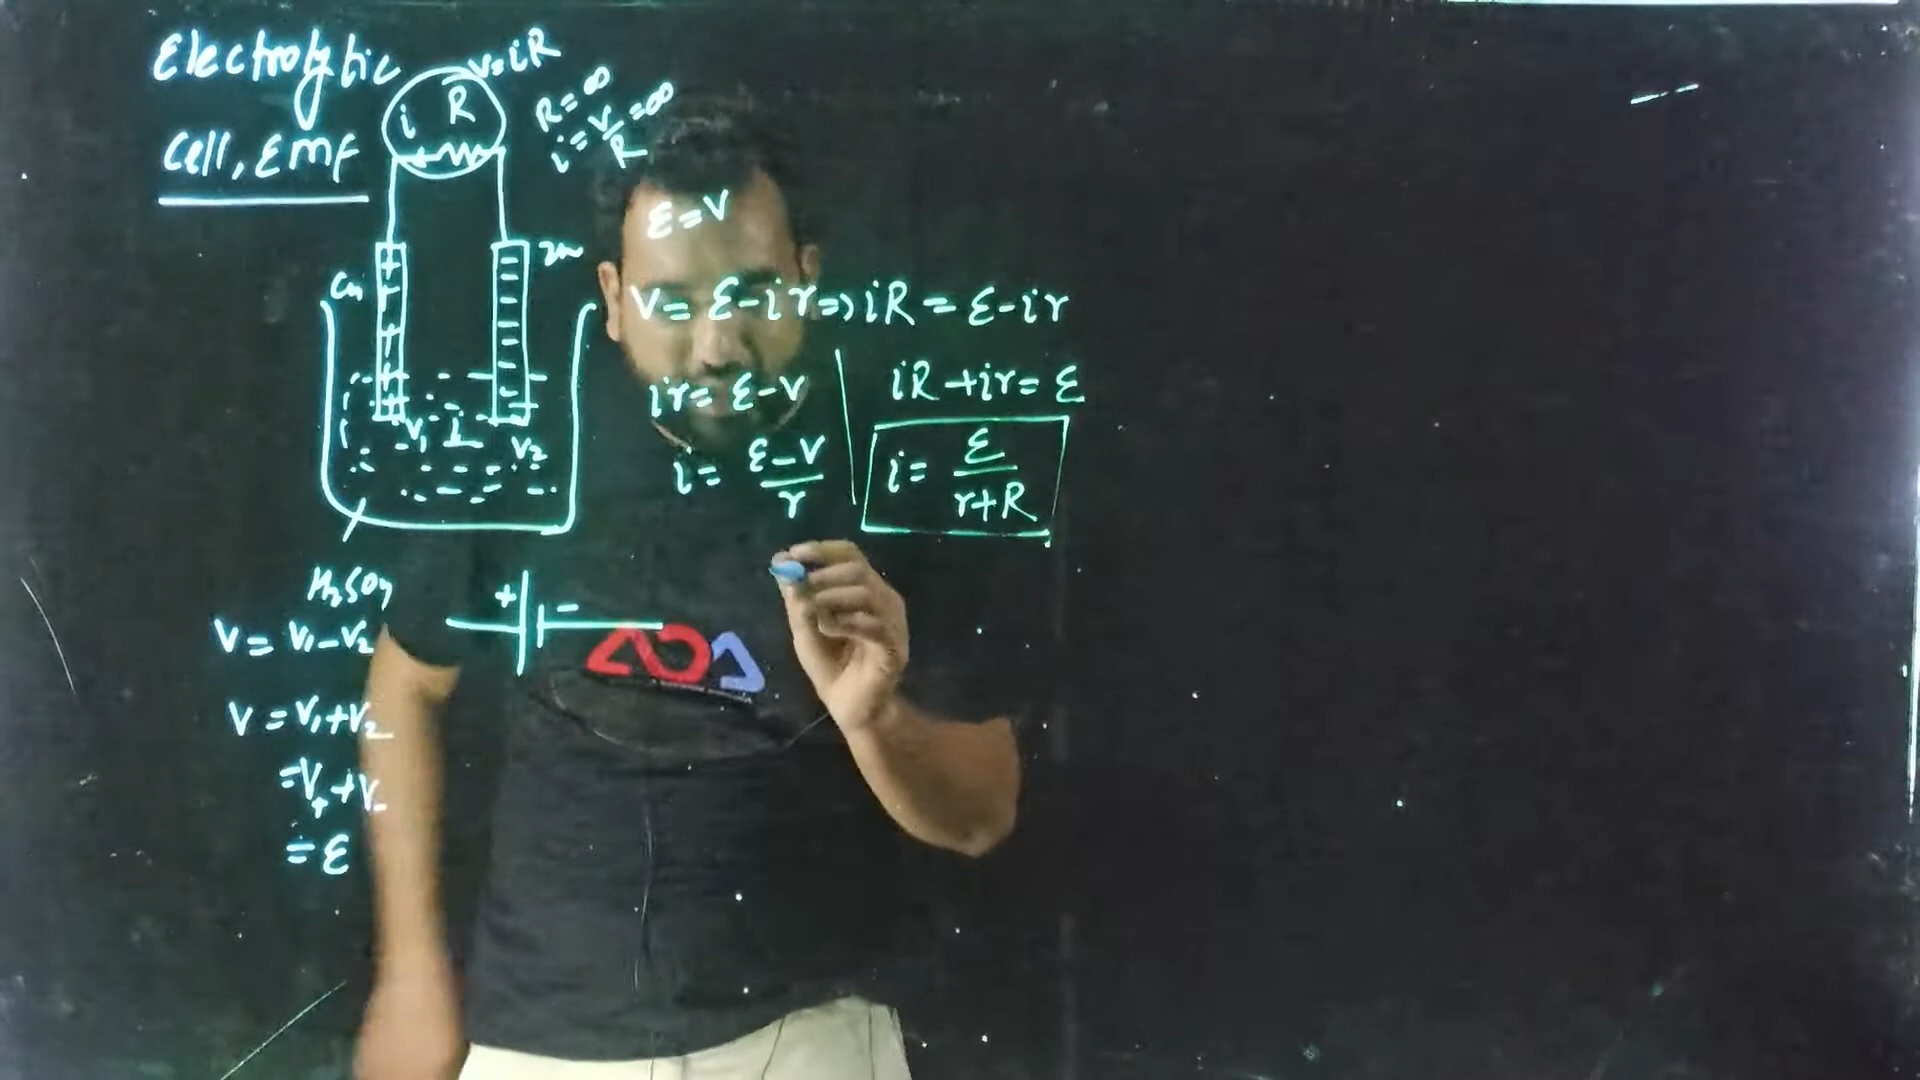 Electrolytic
Cell, EMF
V=iR
i R
R=∞
i=V/R=∞
ε=V
Cu
Zn
V= ε-ir⇒iR = ε-ir
ir= ε-V
iR+ir= ε
i= ε-V/r
i= ε/r+R
V₁ i V₂
H₂SO₄
+ -
V= V₁-V₂
V=V₁+V₂
=V₊+V₋
=ε